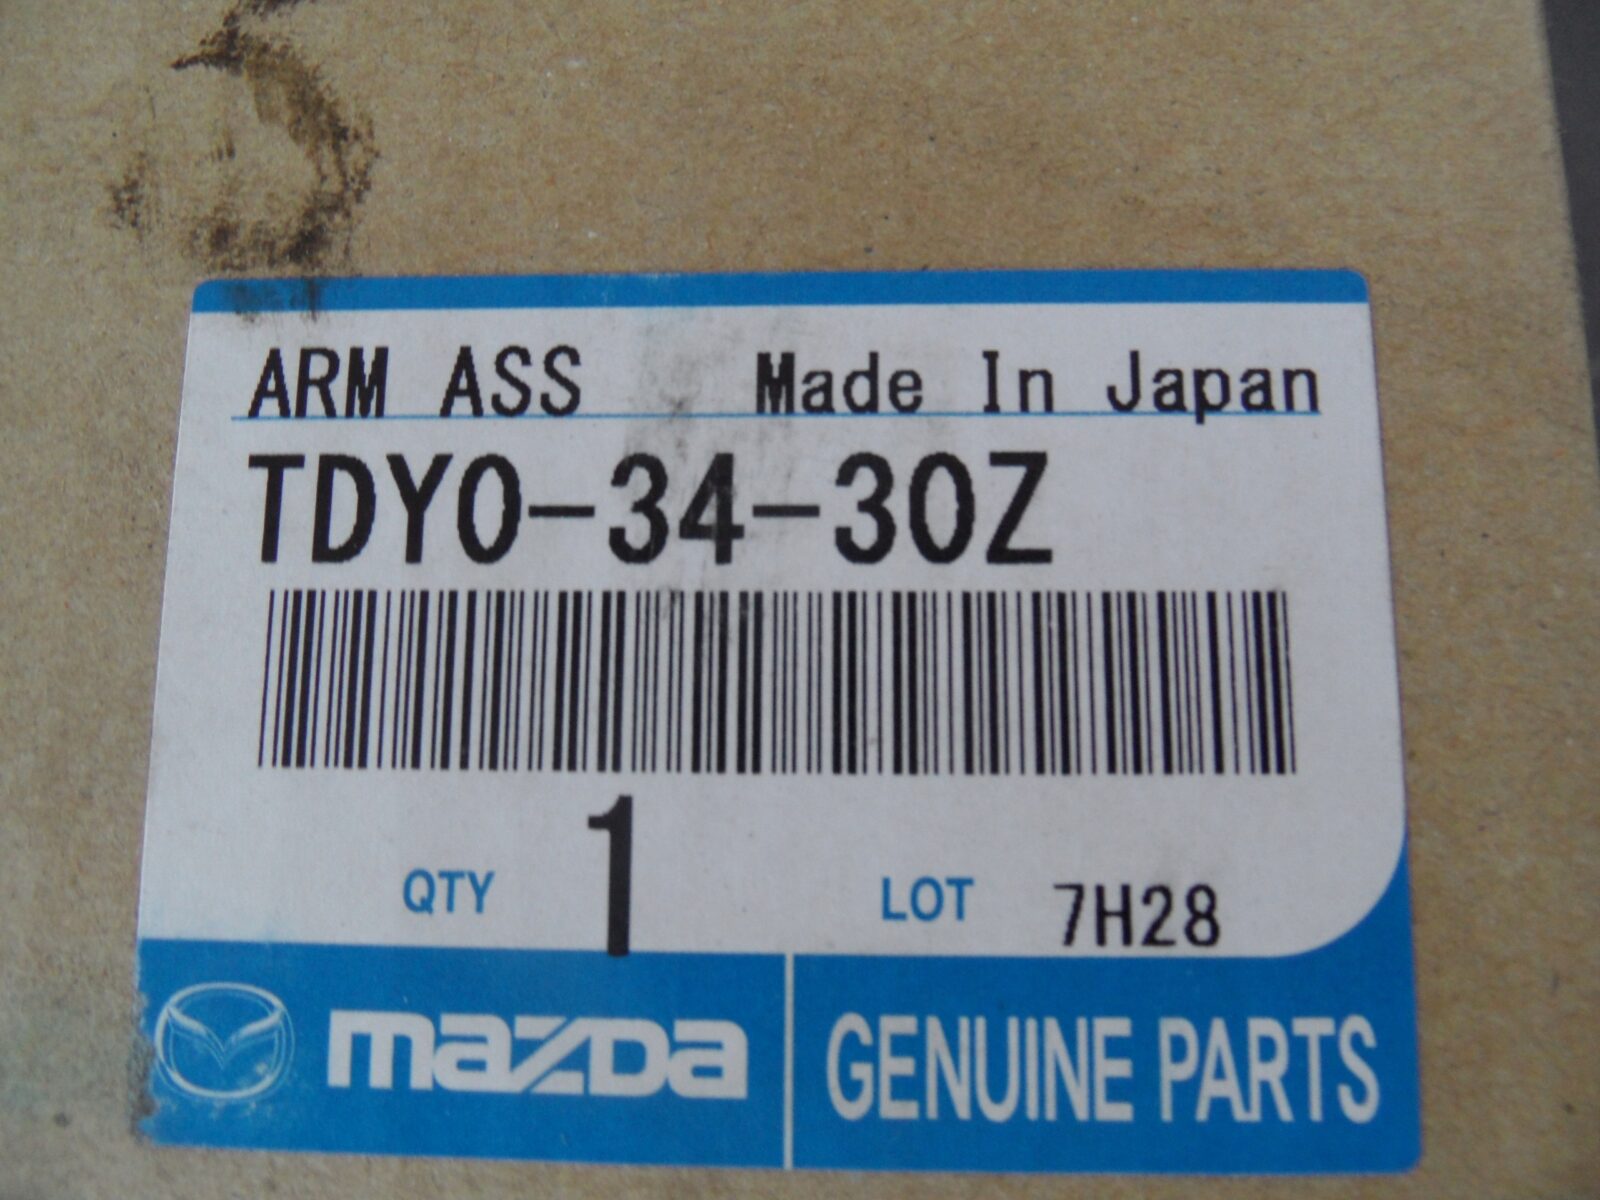 ARM ASS Made In Japan
TDY0-34-30Z
QTY 1 LOT 7H28
mazda GENUINE PARTS